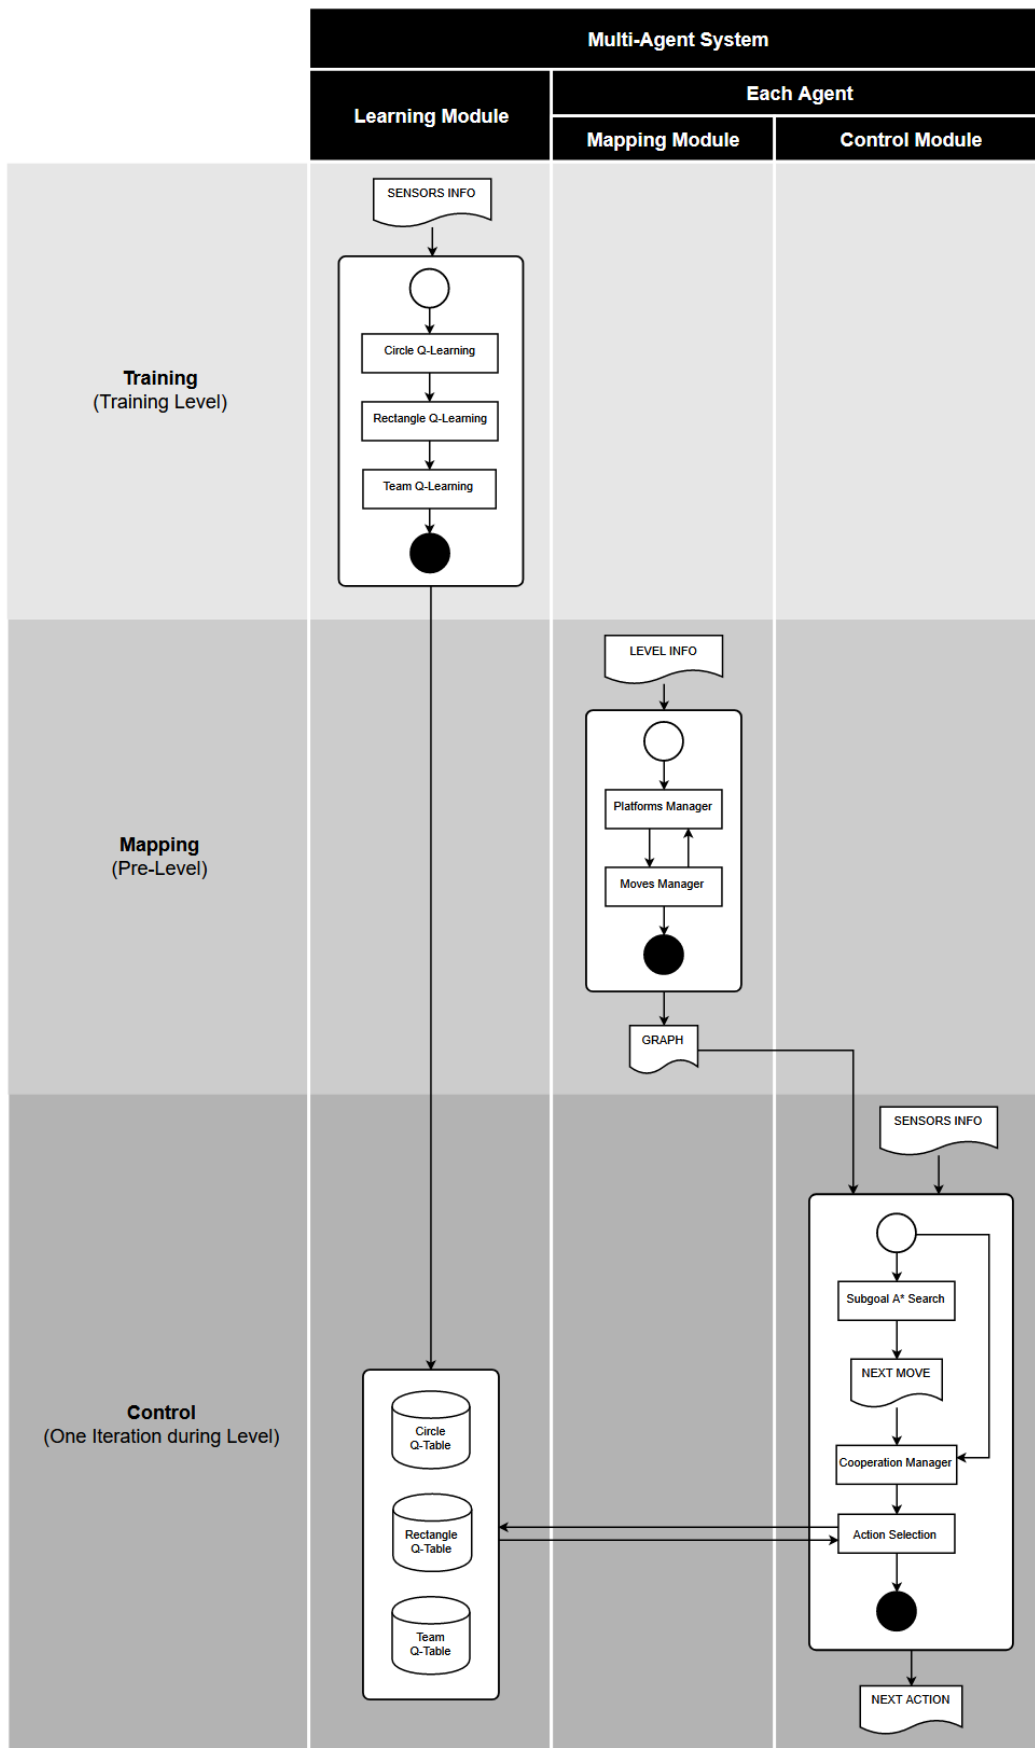 Multi-Agent System
Learning Module
Each Agent
Mapping Module
Control Module
Training
(Training Level)
SENSORS INFO
Circle Q-Learning
Rectangle Q-Learning
Team Q-Learning
Mapping
(Pre-Level)
LEVEL INFO
Platforms Manager
Moves Manager
GRAPH
Control
(One Iteration during Level)
Circle
Q-Table
Rectangle
Q-Table
Team
Q-Table
SENSORS INFO
Subgoal A* Search
NEXT MOVE
Cooperation Manager
Action Selection
NEXT ACTION